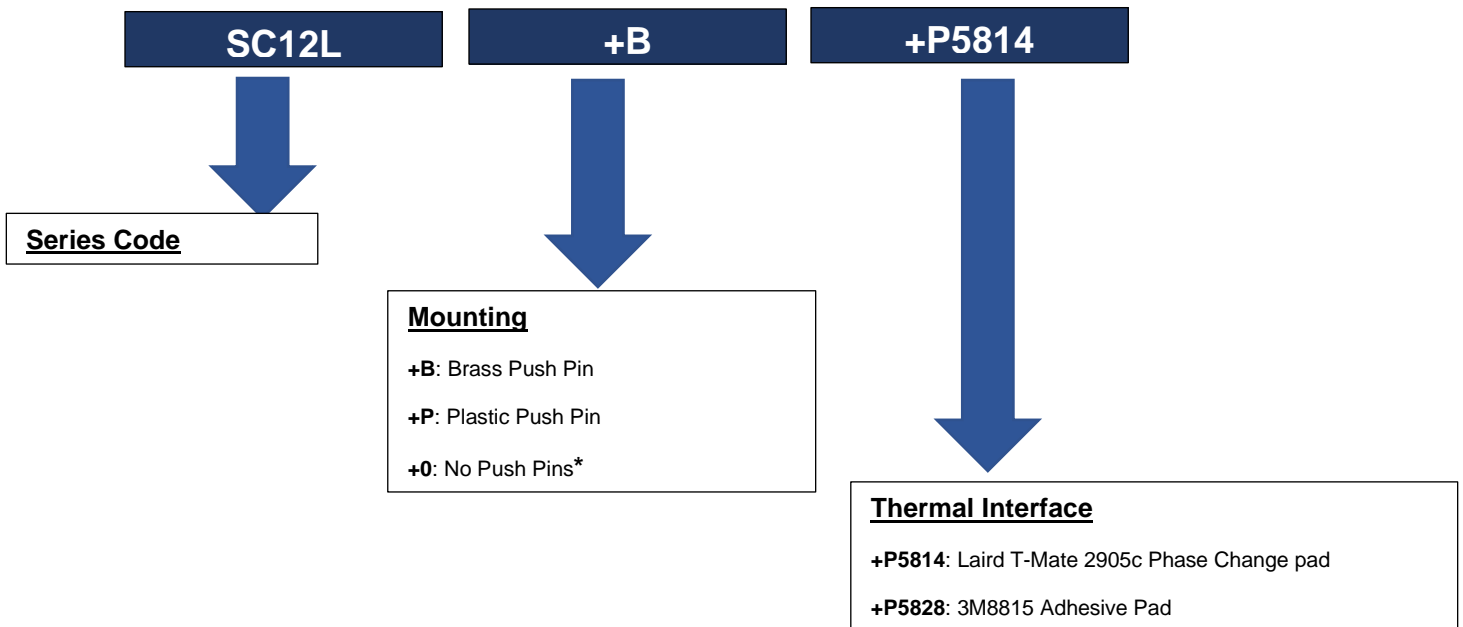 SC12L +B +P5814
Series Code
Mounting
+B: Brass Push Pin
+P: Plastic Push Pin
+0: No Push Pins*
Thermal Interface
+P5814: Laird T-Mate 2905c Phase Change pad
+P5828: 3M8815 Adhesive Pad